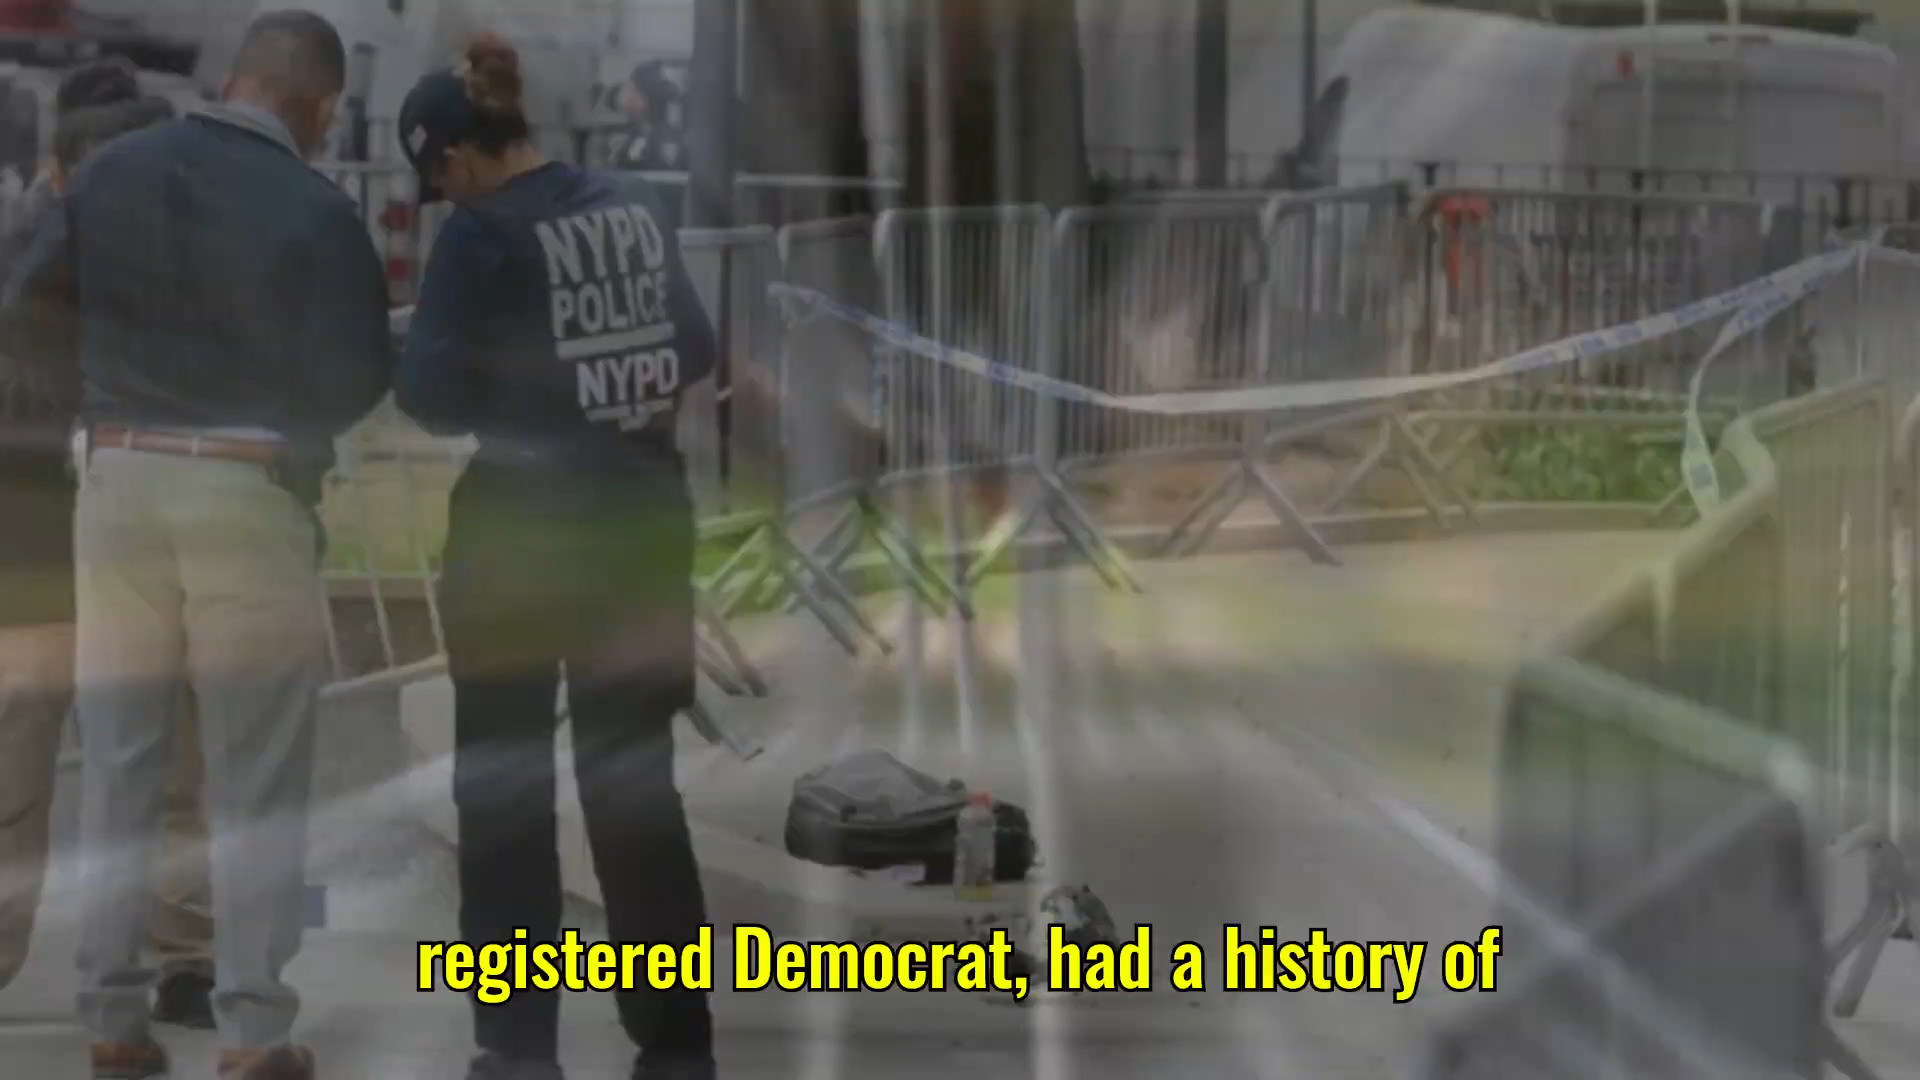 NYPD
POLICE
NYPD
registered Democrat, had a history of